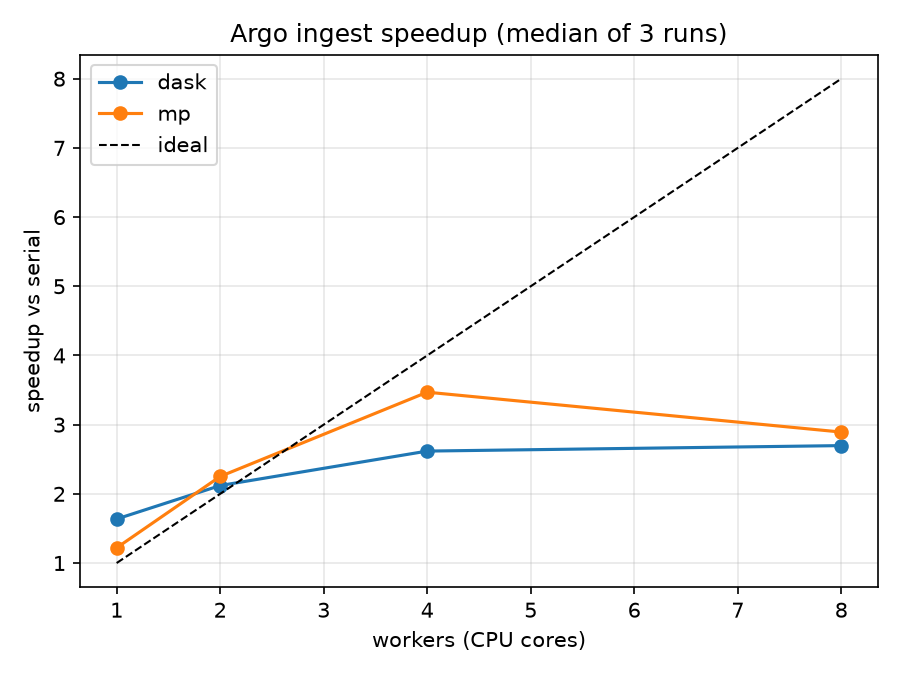 Argo ingest speedup (median of 3 runs)
dask
mp
ideal
8
7
6
5
4
3
2
1
speedup vs serial
1 2 3 4 5 6 7 8
workers (CPU cores)